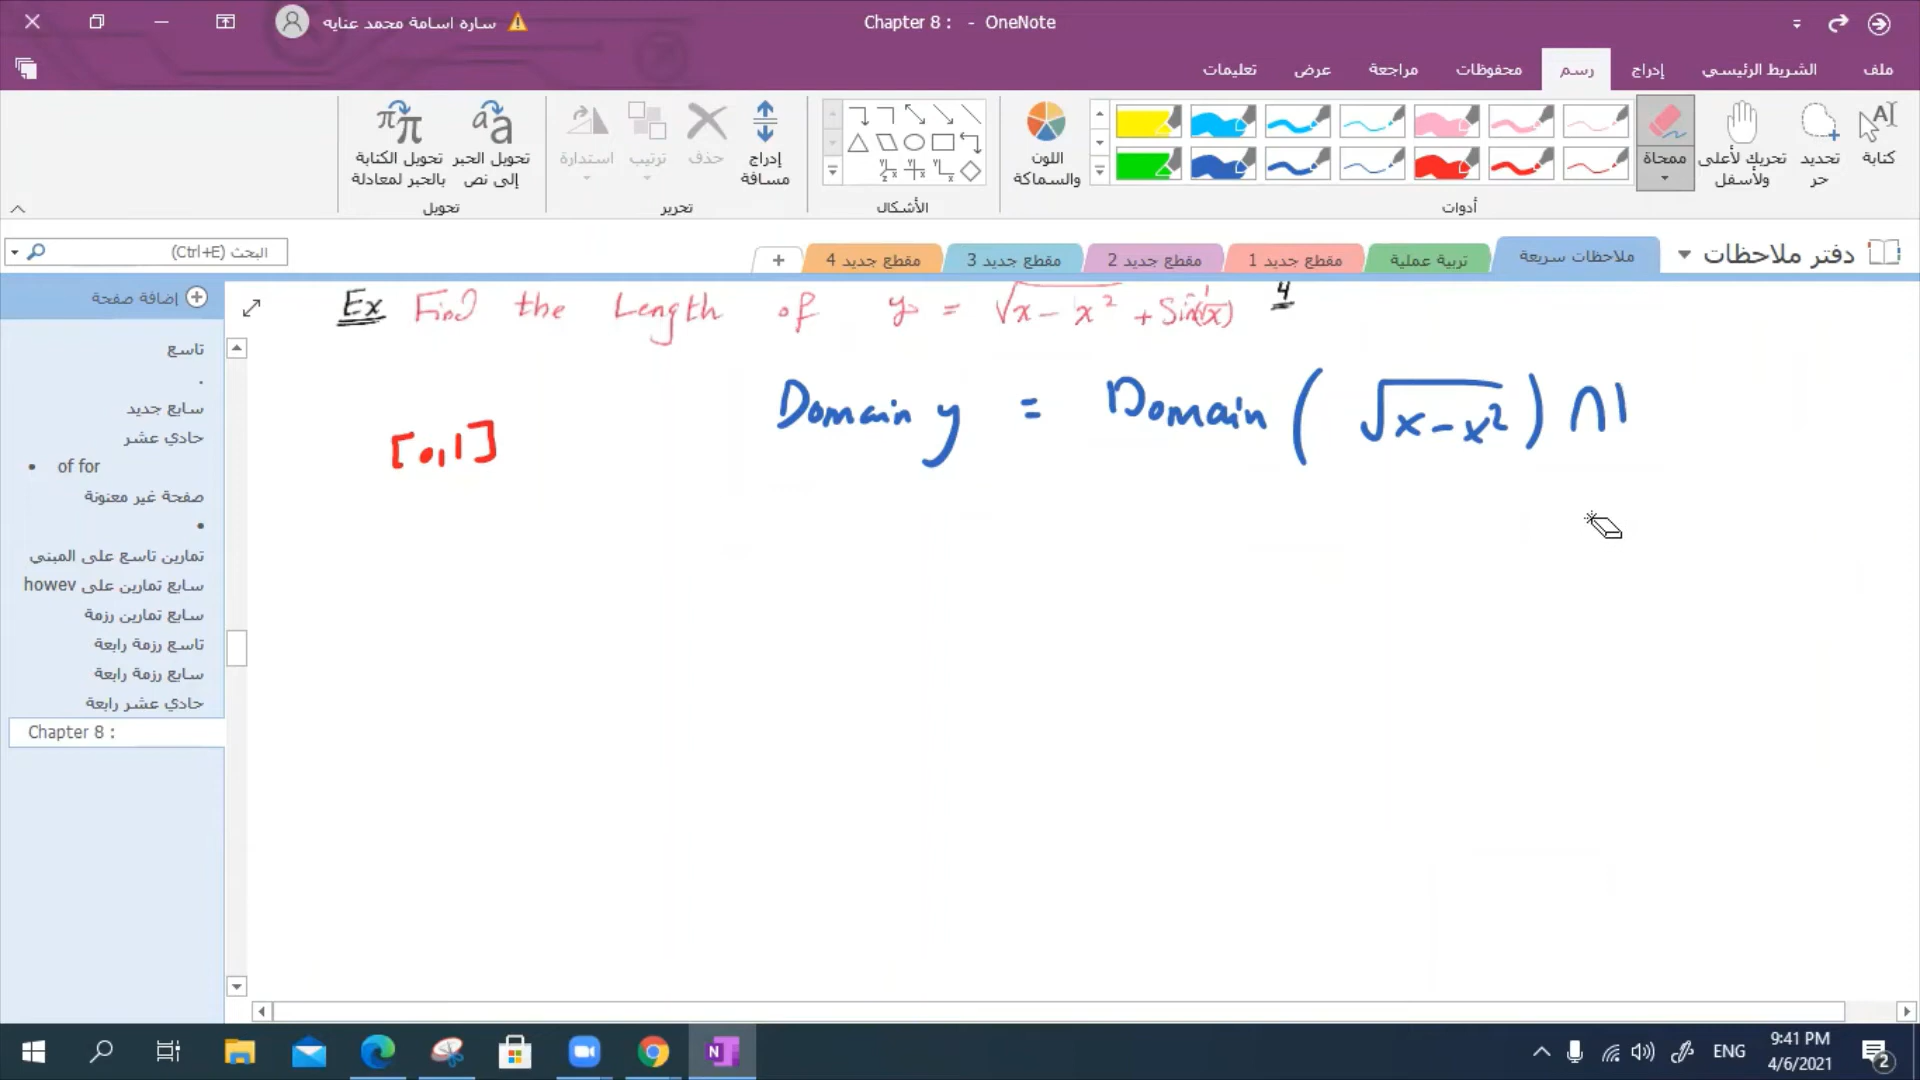 ساره اسامة محمد عنايه
Chapter 8 : - OneNote
ملف الشريط الرئيسي إدراج رسم محفوظات مراجعة عرض تعليمات
كتابة
تحديد حر
تحريك لأعلى ولأسفل
ممحاة
أدوات
اللون والسماكة
الأشكال
إدراج مسافة
حذف
ترتيب
استدارة
تحرير
تحويل الحبر إلى نص
تحويل الكتابة بالحبر لمعادلة
تحويل
دفتر ملاحظات
ملاحظات سريعة
تربية عملية
مقطع جديد 1
مقطع جديد 2
مقطع جديد 3
مقطع جديد 4
+
البحث (Ctrl+E)
إضافة صفحة
تاسع
.
سابع جديد
حادي عشر
• of for
صفحة غير معنونة
•
تمارين تاسع على المبني
سابع تمارين على howev
سابع تمارين رزمة
تاسع رزمة رابعة
سابع رزمة رابعة
حادي عشر رابعة
Chapter 8 :
Ex Find the Length of y = √x - x² + Sin⁻¹(√x) 4
Domain y = Domain ( √x-x² ) ∩ |
[0,1]
ENG
9:41 PM
4/6/2021
2